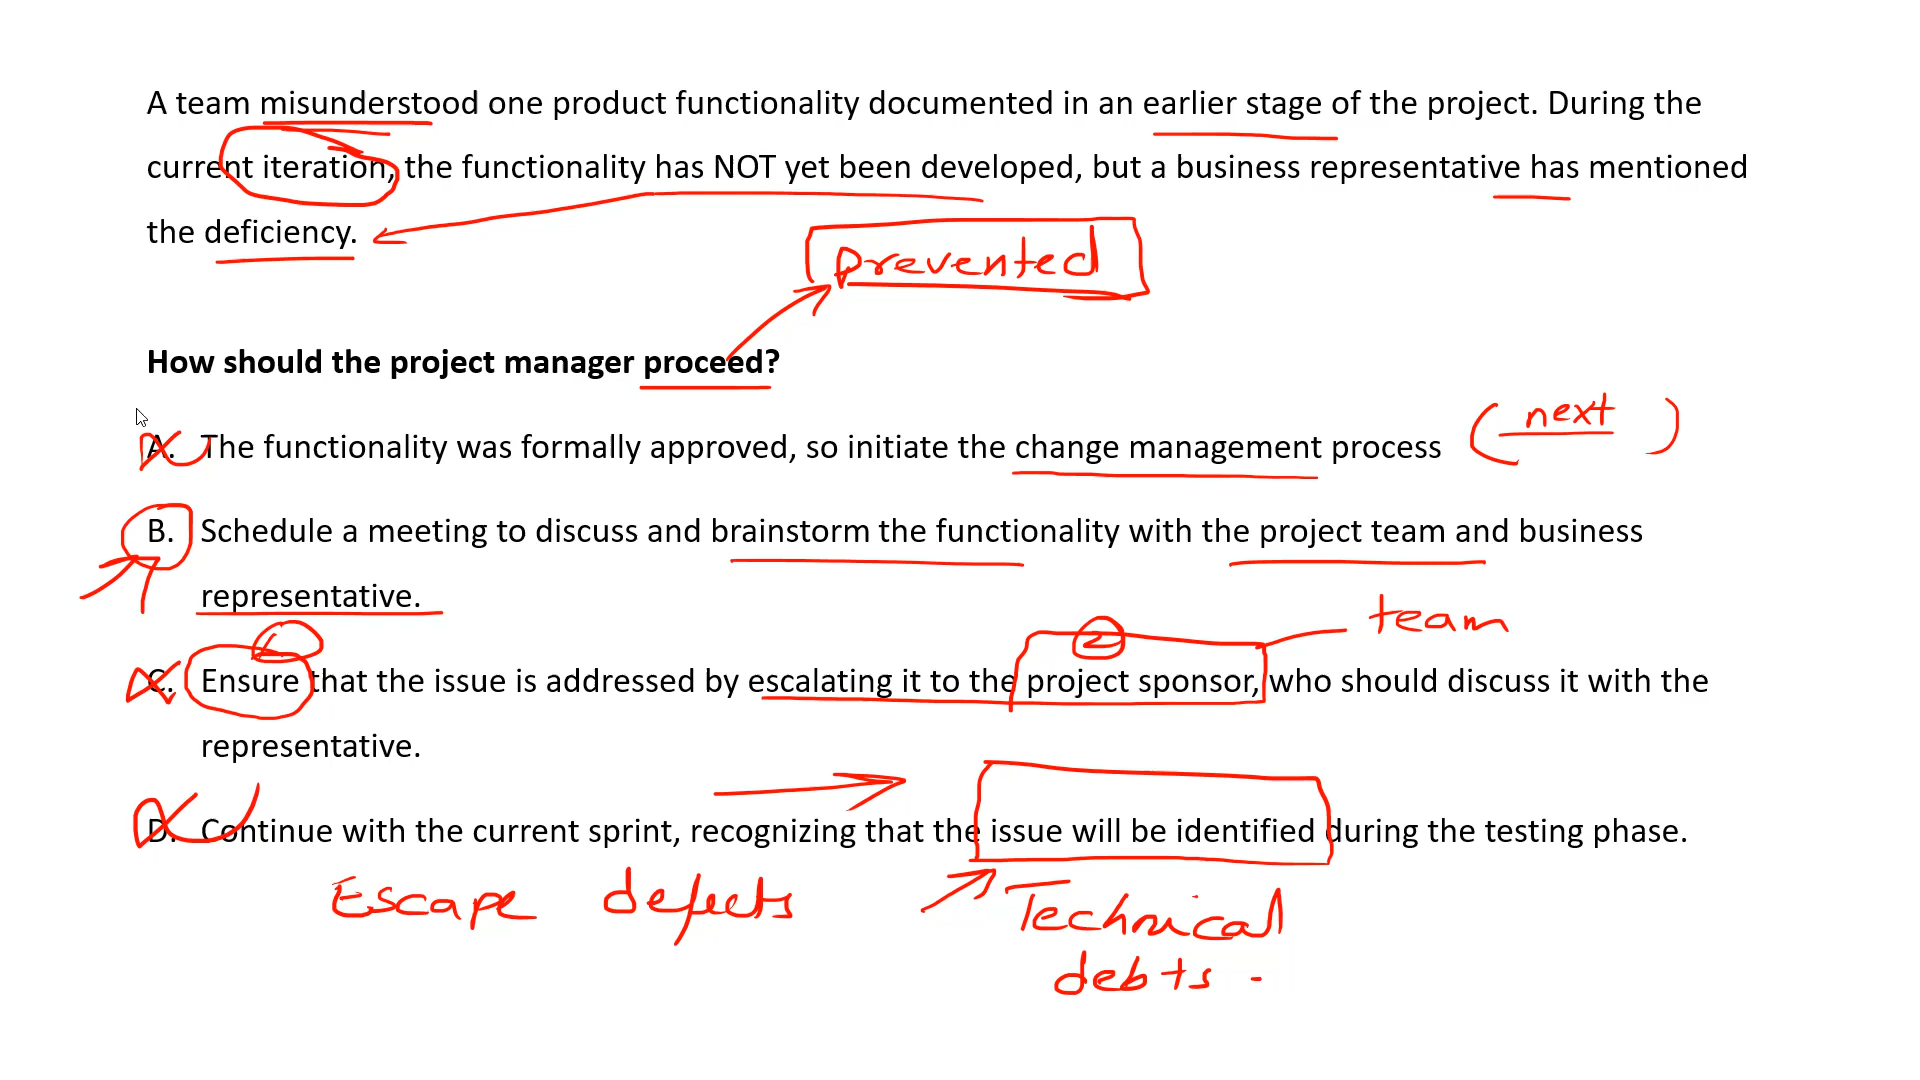 A team misunderstood one product functionality documented in an earlier stage of the project. During the
current iteration, the functionality has NOT yet been developed, but a business representative has mentioned
the deficiency.
prevented
How should the project manager proceed?
A. The functionality was formally approved, so initiate the change management process (next)
B. Schedule a meeting to discuss and brainstorm the functionality with the project team and business
representative.
team
2
C. Ensure that the issue is addressed by escalating it to the project sponsor, who should discuss it with the
representative.
D. Continue with the current sprint, recognizing that the issue will be identified during the testing phase.
Escape defects
Technical
debts